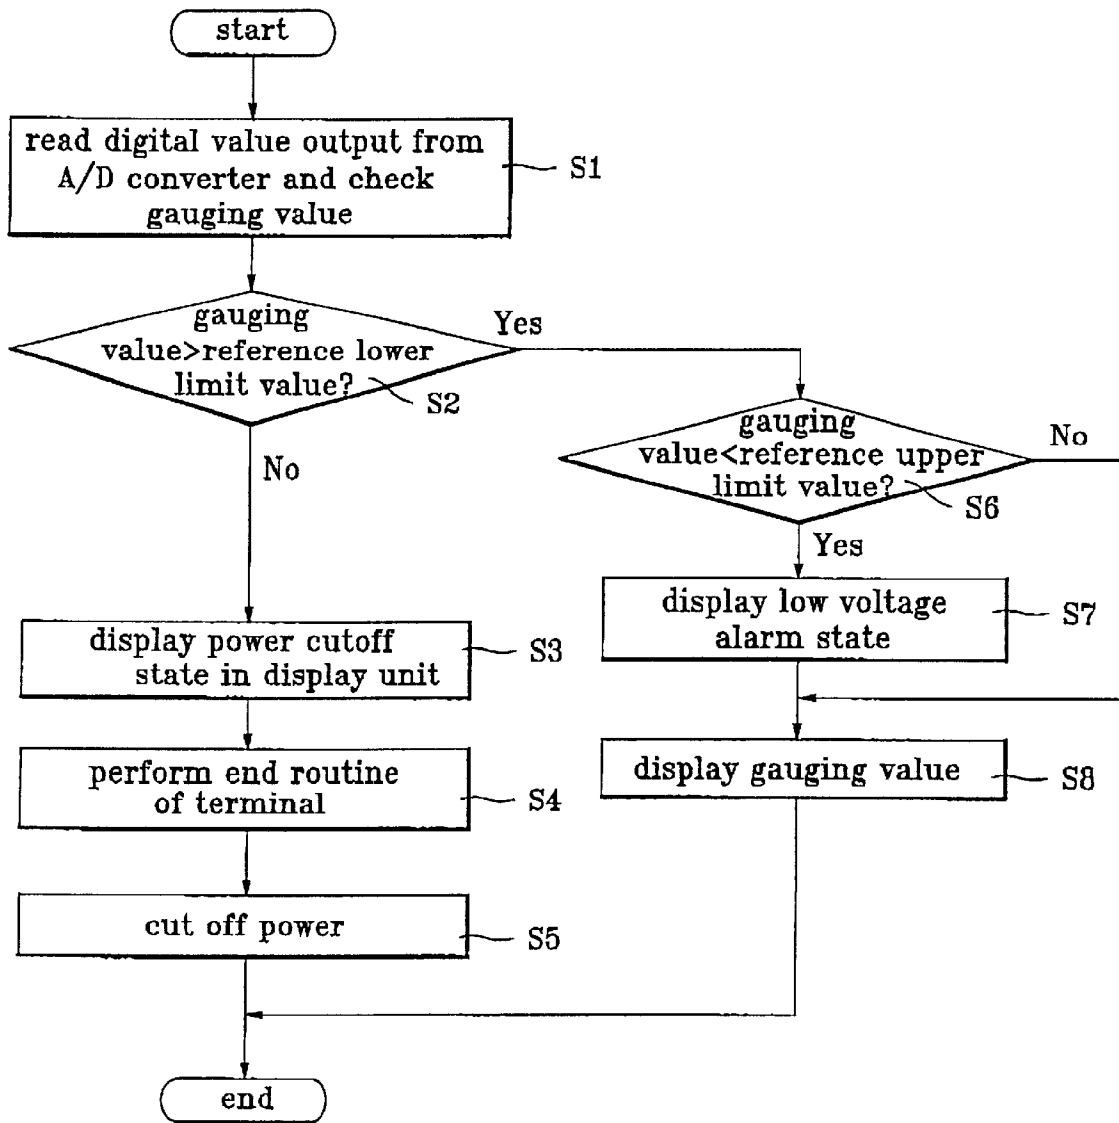 start
read digital value output from
A/D converter and check
gauging value
S1
gauging
value>reference lower
limit value?
S2
Yes
No
gauging
value<reference upper
limit value?
S6
No
Yes
display power cutoff
state in display unit
S3
display low voltage
alarm state
S7
perform end routine
of terminal
S4
display gauging value
S8
cut off power
S5
end